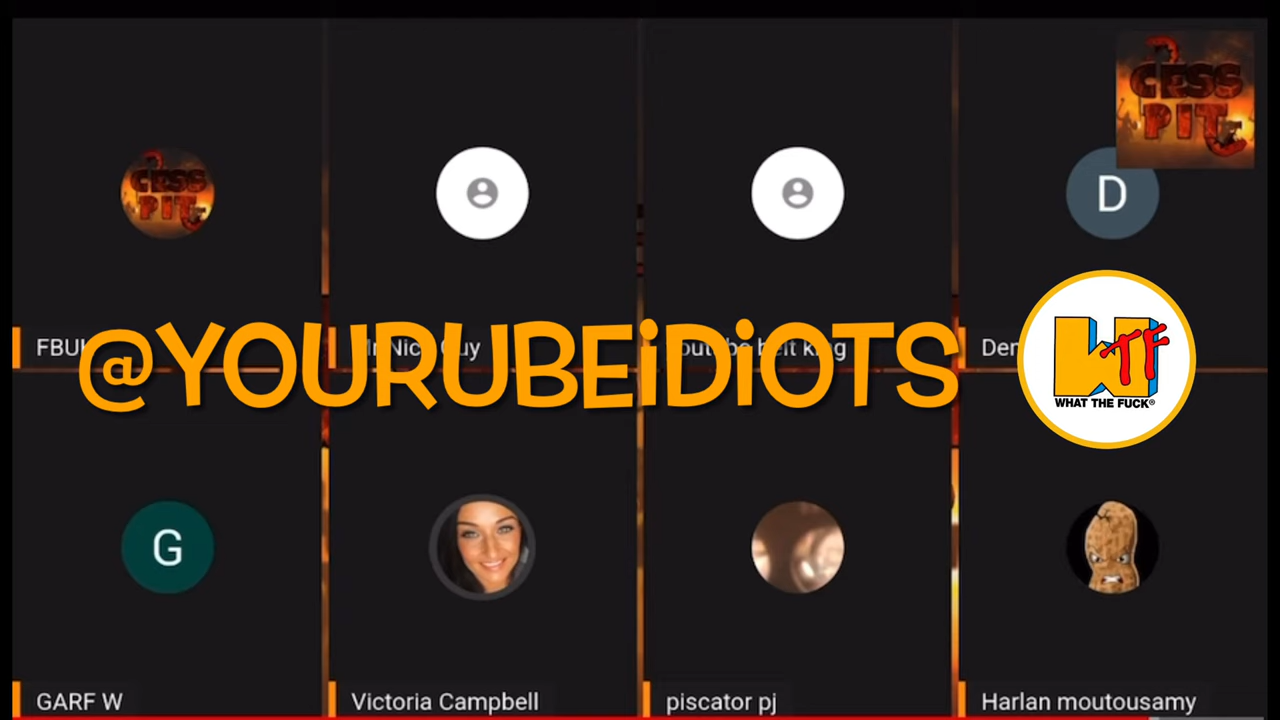 CESS
PIT
CESS
PIT
D
@YOURUBEiDiOTS
WTF
WHAT THE FUCK®
G
GARF W
Victoria Campbell
piscator pj
Harlan moutousamy